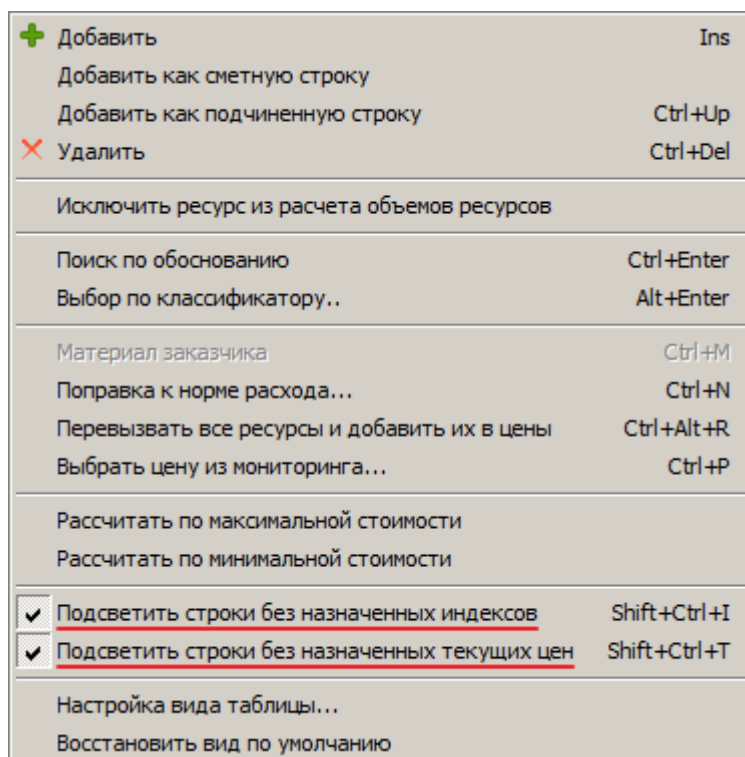 Добавить Ins
Добавить как сметную строку
Добавить как подчиненную строку Ctrl+Up
Удалить Ctrl+Del
Исключить ресурс из расчета объемов ресурсов
Поиск по обоснованию Ctrl+Enter
Выбор по классификатору.. Alt+Enter
Материал заказчика Ctrl+M
Поправка к норме расхода... Ctrl+N
Перевызвать все ресурсы и добавить их в цены Ctrl+Alt+R
Выбрать цену из мониторинга... Ctrl+P
Рассчитать по максимальной стоимости
Рассчитать по минимальной стоимости
Подсветить строки без назначенных индексов Shift+Ctrl+I
Подсветить строки без назначенных текущих цен Shift+Ctrl+T
Настройка вида таблицы...
Восстановить вид по умолчанию